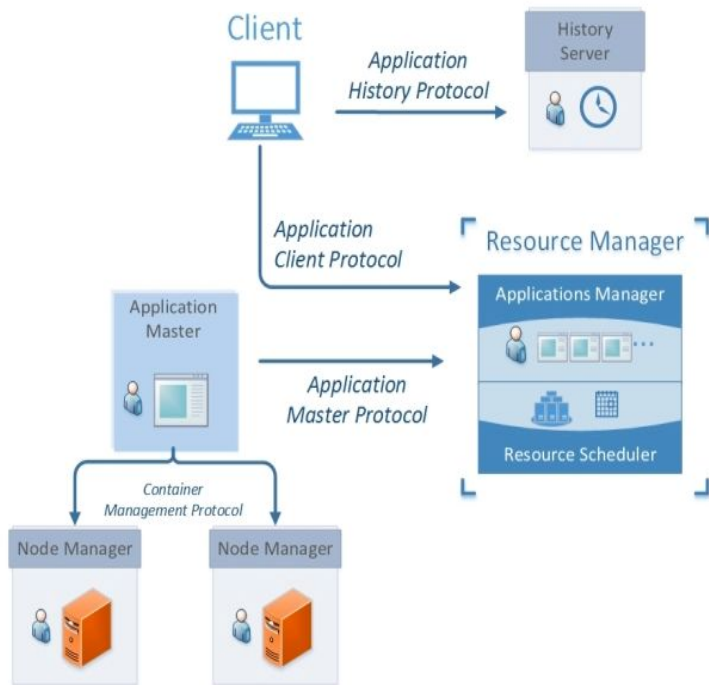 Client
History
Server
Application
History Protocol
Application
Client Protocol
Resource Manager
Applications Manager
...
Resource Scheduler
Application
Master
Application
Master Protocol
Container
Management Protocol
Node Manager
Node Manager